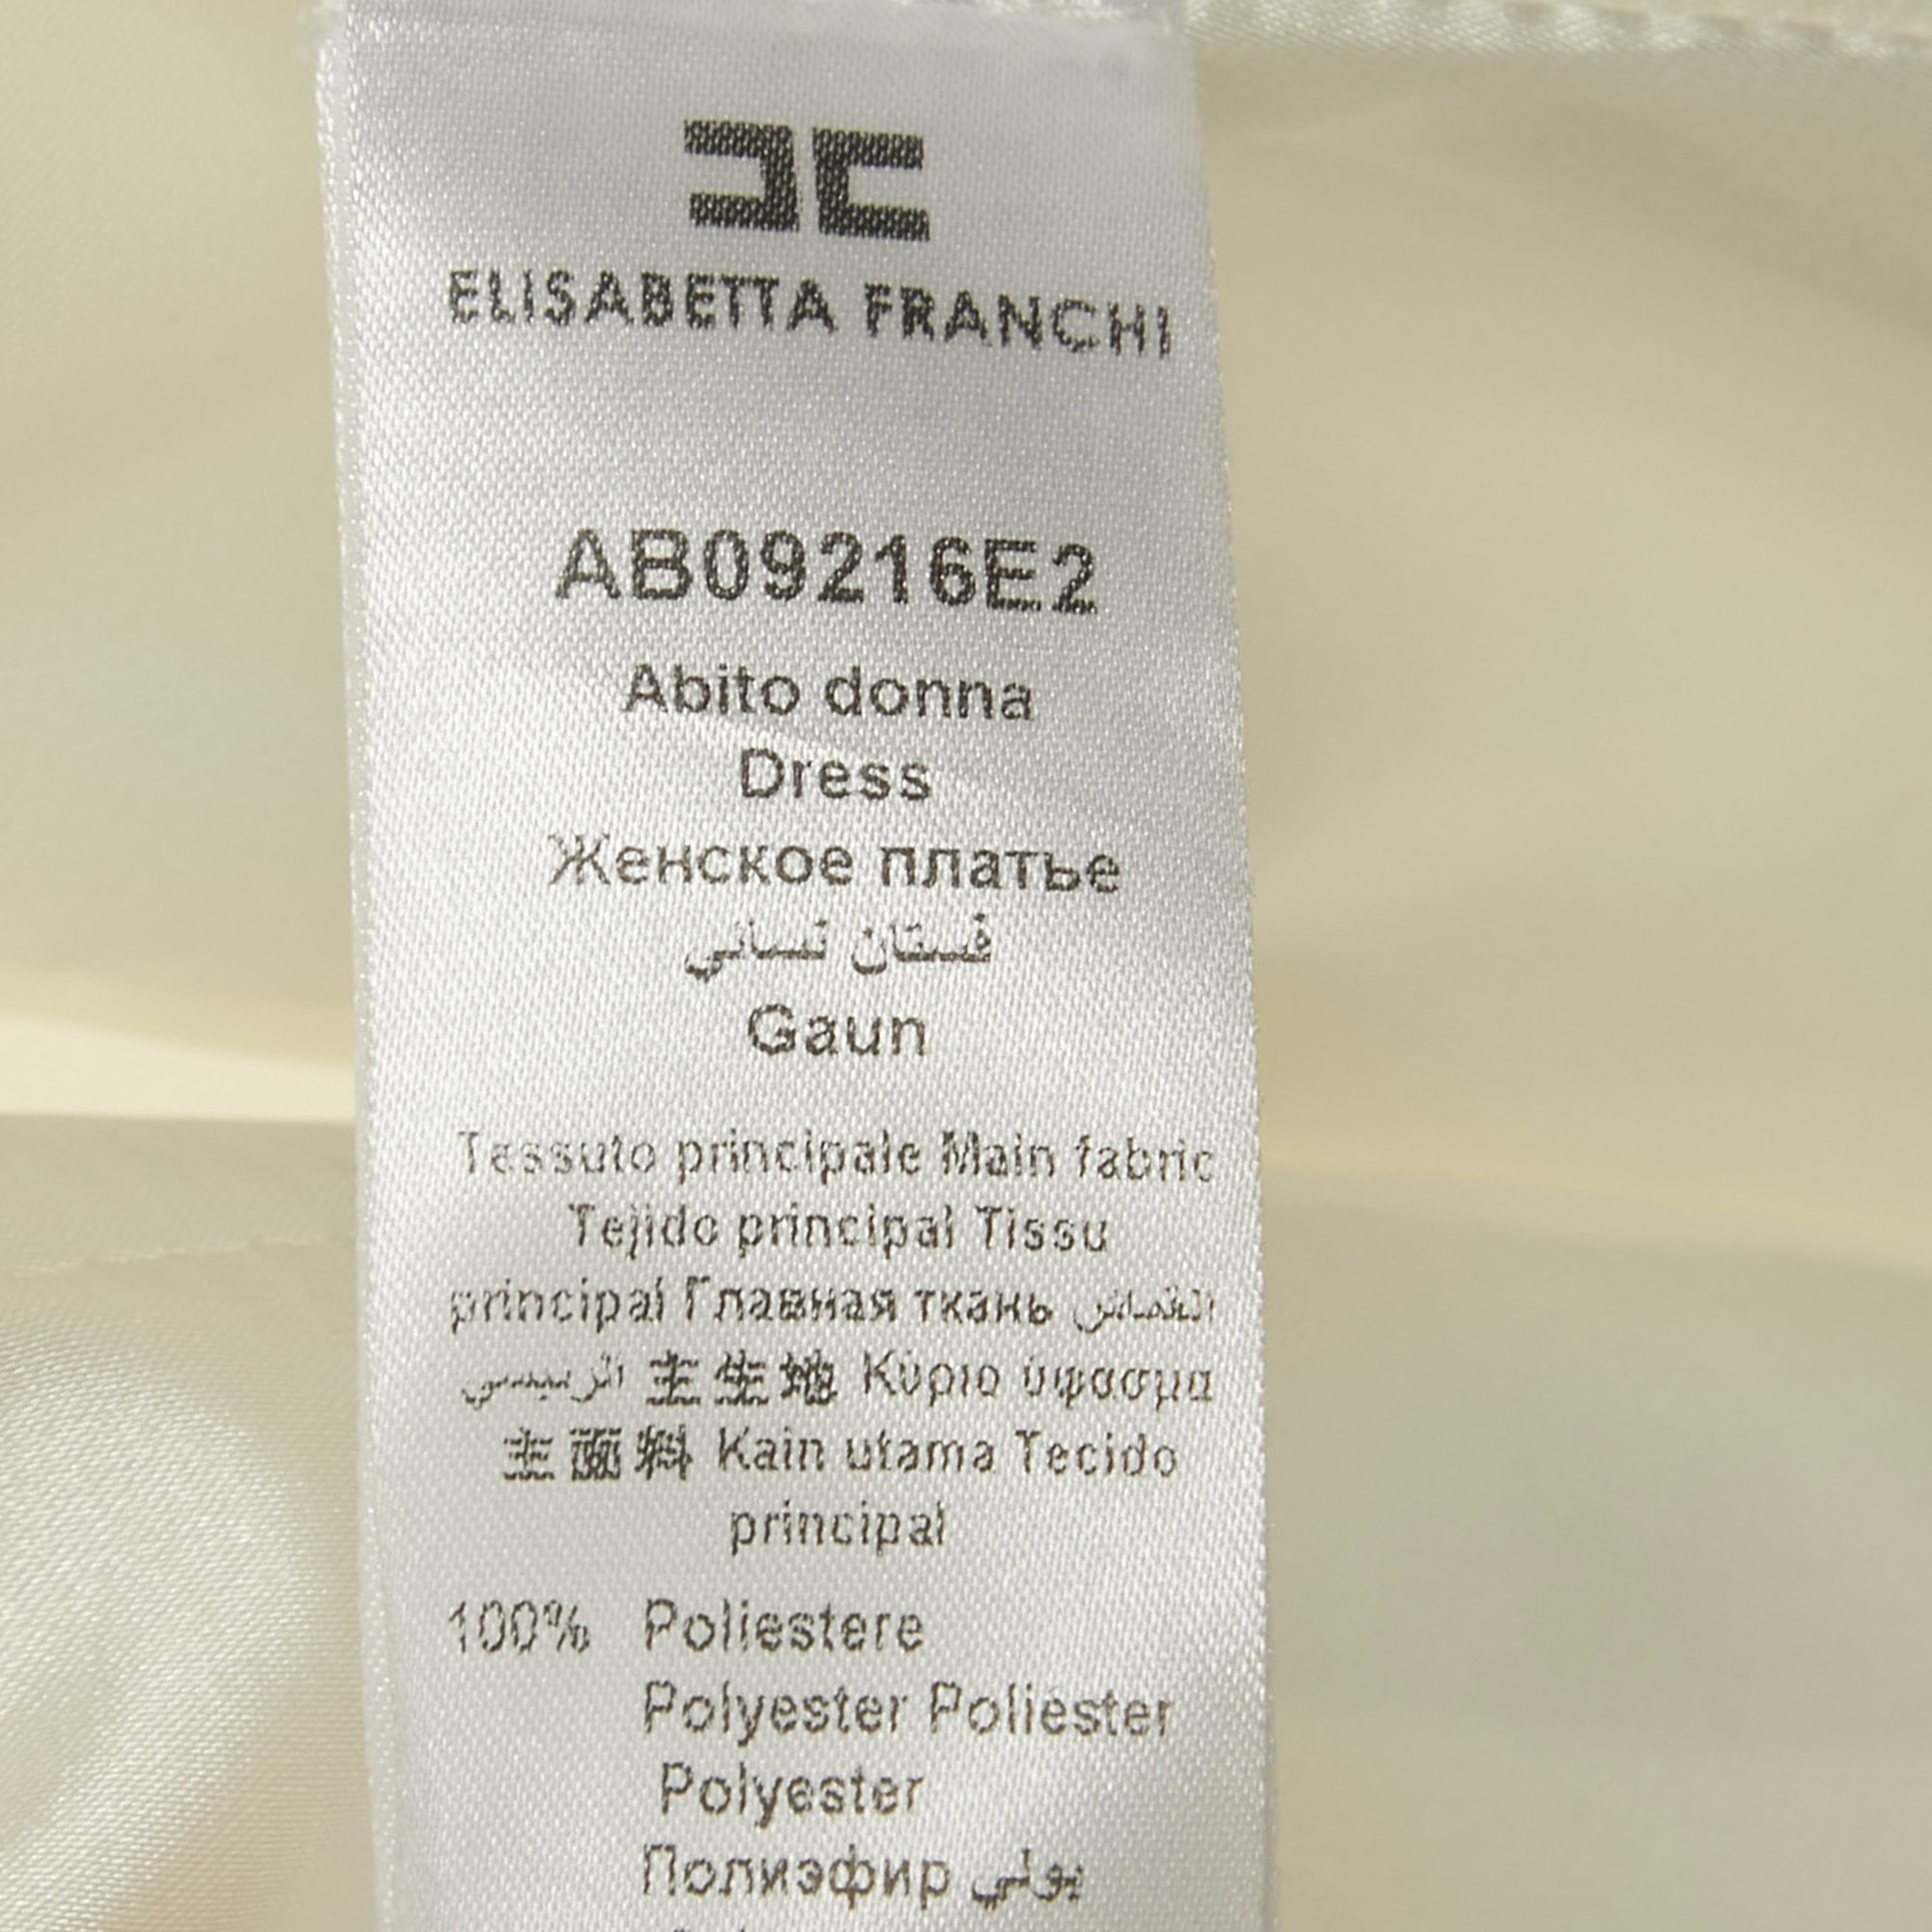 ELISABETTA FRANCHI
AB09216E2
Abito donna
Dress
Женское платье
فستان نسائي
Gaun
Tessuto principale Main fabric
Tejido principal Tissu
principal Главная ткань القماش
الرئيسي 主生地 Κύριο ύφασμα
主面料 Kain utama Tecido
principal
100% Poliestere
Polyester Poliester
Polyester
Полиэфир بولي